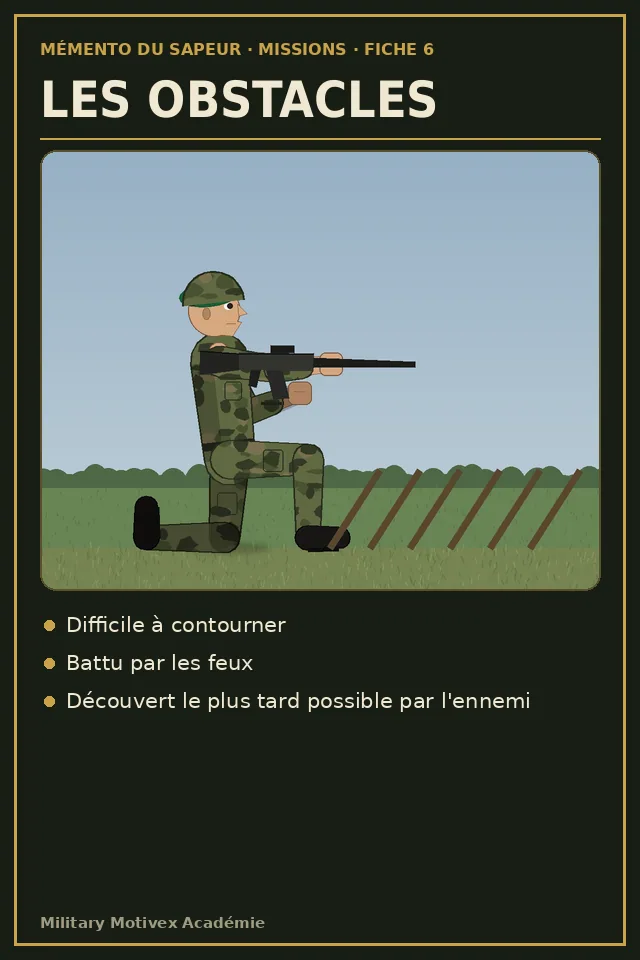 MÉMENTO DU SAPEUR · MISSIONS · FICHE 6
LES OBSTACLES
Difficile à contourner
Battu par les feux
Découvert le plus tard possible par l'ennemi
Military Motivex Académie